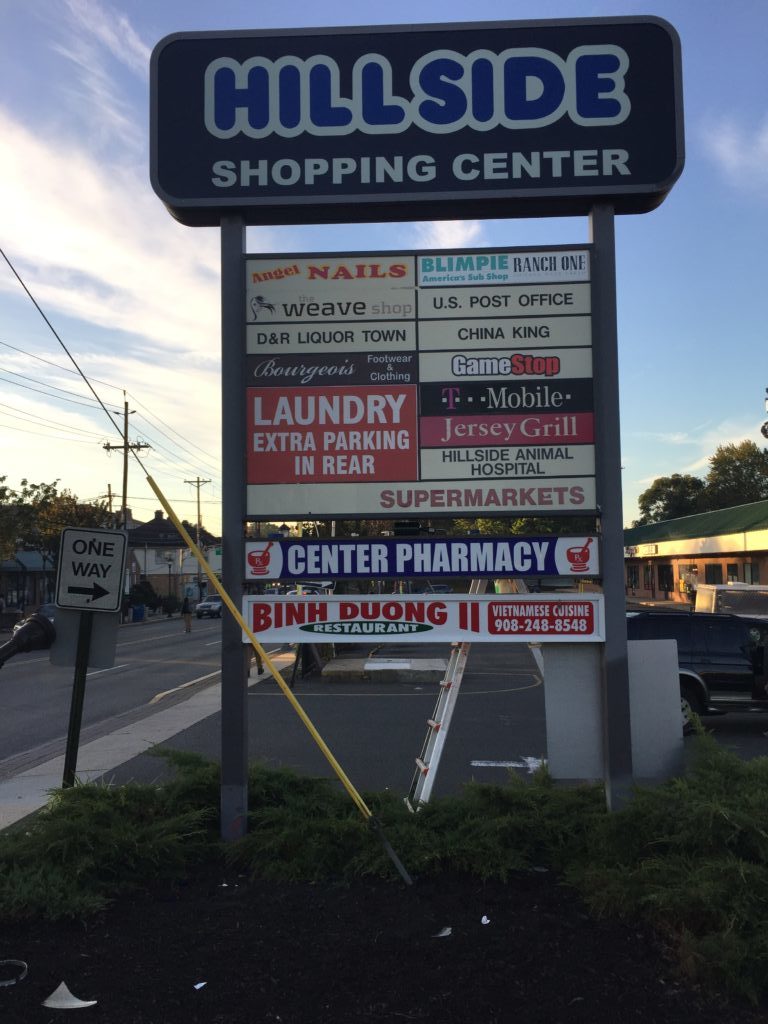 HILLSIDE
SHOPPING CENTER
Angel NAILS
BLIMPIE
America's Sub Shop
RANCH ONE
the
weave shop
U.S. POST OFFICE
D&R LIQUOR TOWN
CHINA KING
Bourgeois
Footwear
&
Clothing
GameStop
T··Mobile·
LAUNDRY
EXTRA PARKING
IN REAR
Jersey Grill
HILLSIDE ANIMAL
HOSPITAL
SUPERMARKETS
CENTER PHARMACY
BINH DUONG II
RESTAURANT
VIETNAMESE CUISINE
908-248-8548
ONE
WAY